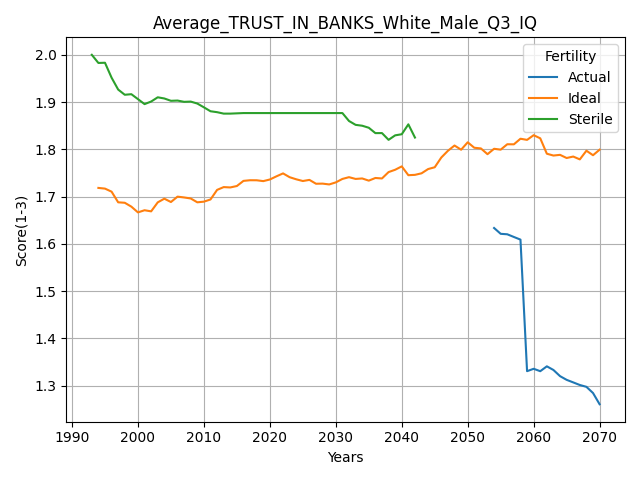 Average_TRUST_IN_BANKS_White_Male_Q3_IQ
Fertility
Actual
Ideal
Sterile
Score(1-3)
2.0
1.9
1.8
1.7
1.6
1.5
1.4
1.3
1990 2000 2010 2020 2030 2040 2050 2060 2070
Years